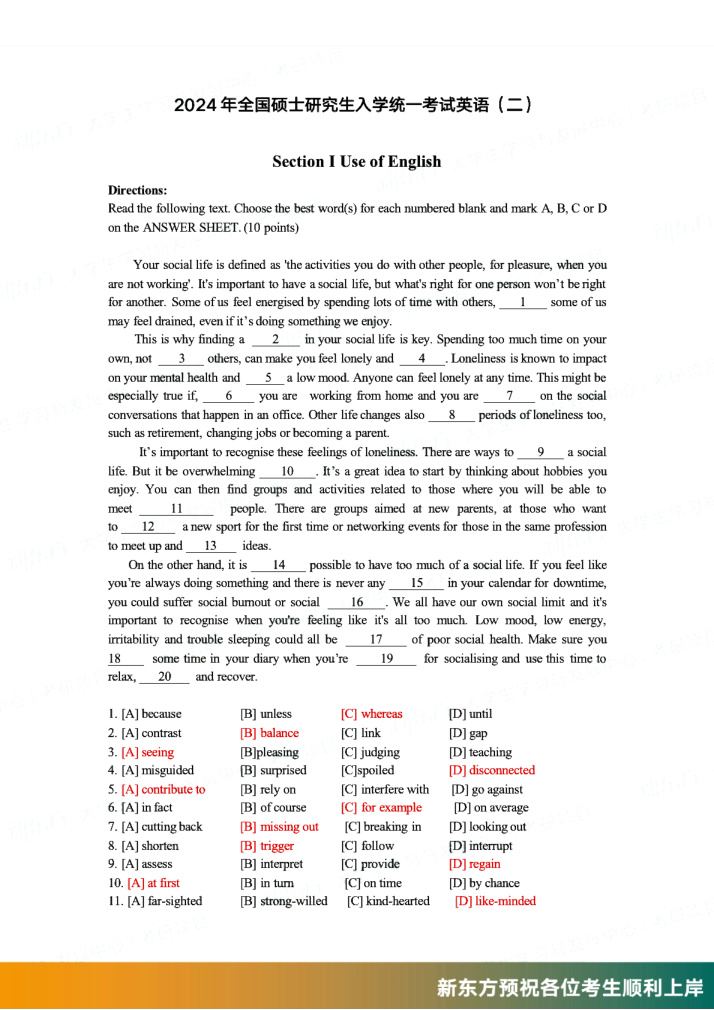 2024 年全国硕士研究生入学统一考试英语（二）
Section I Use of English
Directions:
Read the following text. Choose the best word(s) for each numbered blank and mark A, B, C or D
on the ANSWER SHEET. (10 points)
Your social life is defined as 'the activities you do with other people, for pleasure, when you
are not working'. It's important to have a social life, but what's right for one person won't be right
for another. Some of us feel energised by spending lots of time with others, 1 some of us
may feel drained, even if it's doing something we enjoy.
This is why finding a 2 in your social life is key. Spending too much time on your
own, not 3 others, can make you feel lonely and 4 . Loneliness is known to impact
on your mental health and 5 a low mood. Anyone can feel lonely at any time. This might be
especially true if, 6 you are working from home and you are 7 on the social
conversations that happen in an office. Other life changes also 8 periods of loneliness too,
such as retirement, changing jobs or becoming a parent.
It's important to recognise these feelings of loneliness. There are ways to 9 a social
life. But it be overwhelming 10 . It's a great idea to start by thinking about hobbies you
enjoy. You can then find groups and activities related to those where you will be able to
meet 11 people. There are groups aimed at new parents, at those who want
to 12 a new sport for the first time or networking events for those in the same profession
to meet up and 13 ideas.
On the other hand, it is 14 possible to have too much of a social life. If you feel like
you're always doing something and there is never any 15 in your calendar for downtime,
you could suffer social burnout or social 16 . We all have our own social limit and it's
important to recognise when you're feeling like it's all too much. Low mood, low energy,
irritability and trouble sleeping could all be 17 of poor social health. Make sure you
18 some time in your diary when you're 19 for socialising and use this time to
relax, 20 and recover.
1. [A] because [B] unless [C] whereas [D] until
2. [A] contrast [B] balance [C] link [D] gap
3. [A] seeing [B]pleasing [C] judging [D] teaching
4. [A] misguided [B] surprised [C]spoiled [D] disconnected
5. [A] contribute to [B] rely on [C] interfere with [D] go against
6. [A] in fact [B] of course [C] for example [D] on average
7. [A] cutting back [B] missing out [C] breaking in [D] looking out
8. [A] shorten [B] trigger [C] follow [D] interrupt
9. [A] assess [B] interpret [C] provide [D] regain
10. [A] at first [B] in turn [C] on time [D] by chance
11. [A] far-sighted [B] strong-willed [C] kind-hearted [D] like-minded
新东方预祝各位考生顺利上岸